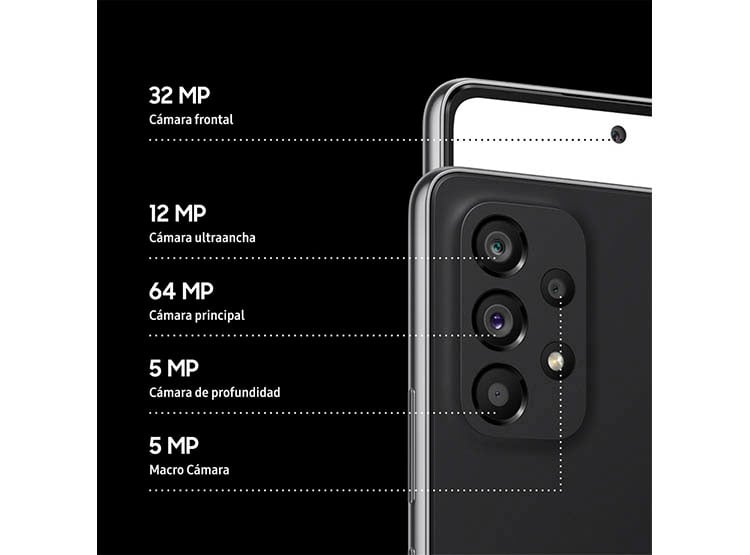 32 MP
Cámara frontal
12 MP
Cámara ultraancha
64 MP
Cámara principal
5 MP
Cámara de profundidad
5 MP
Macro Cámara